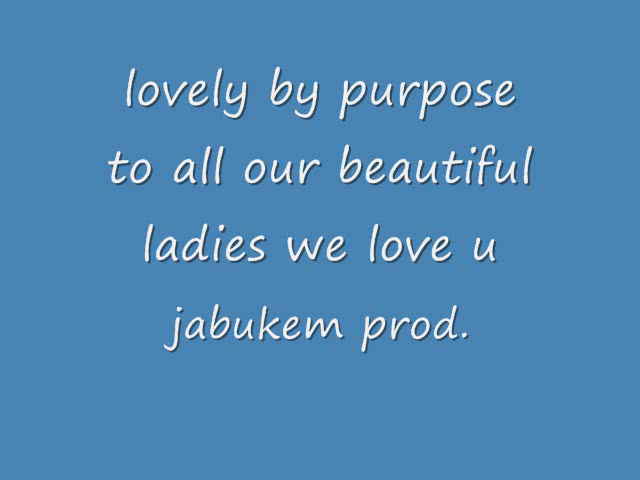 lovely by purpose
to all our beautiful
ladies we love u
jabukem prod.